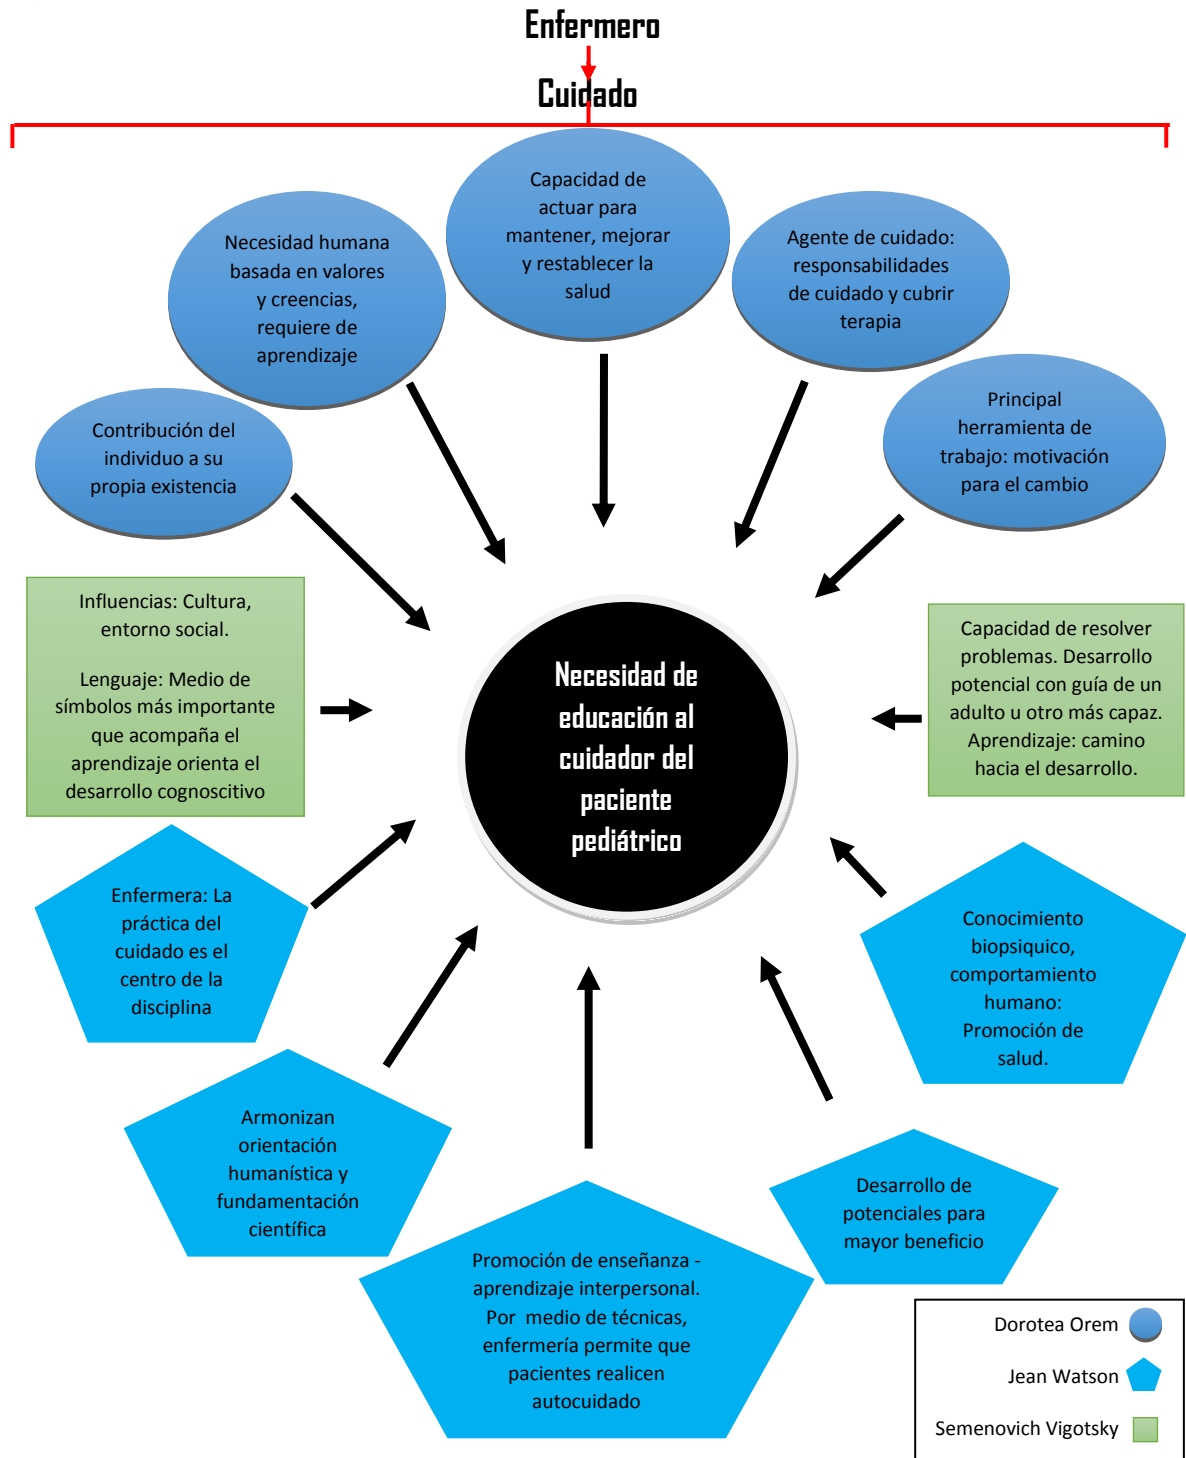 Enfermero
Cuidado
Capacidad de
actuar para
mantener, mejorar
y restablecer la
salud
Necesidad humana
basada en valores
y creencias,
requiere de
aprendizaje
Agente de cuidado:
responsabilidades
de cuidado y cubrir
terapia
Contribución del
individuo a su
propia existencia
Principal
herramienta de
trabajo: motivación
para el cambio
Influencias: Cultura,
entorno social.
Lenguaje: Medio de
símbolos más importante
que acompaña el
aprendizaje orienta el
desarrollo cognoscitivo
Necesidad de
educación al
cuidador del
paciente
pediátrico
Capacidad de resolver
problemas. Desarrollo
potencial con guía de un
adulto u otro más capaz.
Aprendizaje: camino
hacia el desarrollo.
Enfermera: La
práctica del
cuidado es el
centro de la
disciplina
Conocimiento
biopsiquico,
comportamiento
humano:
Promoción de
salud.
Armonizan
orientación
humanística y
fundamentación
científica
Promoción de enseñanza -
aprendizaje interpersonal.
Por medio de técnicas,
enfermería permite que
pacientes realicen
autocuidado
Desarrollo de
potenciales para
mayor beneficio
Dorotea Orem
Jean Watson
Semenovich Vigotsky